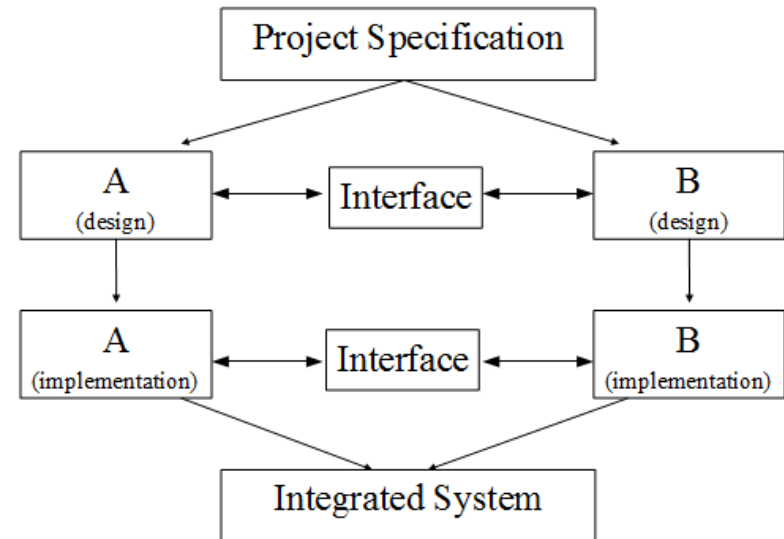 Project Specification
A
(design)
Interface
B
(design)
A
(implementation)
Interface
B
(implementation)
Integrated System